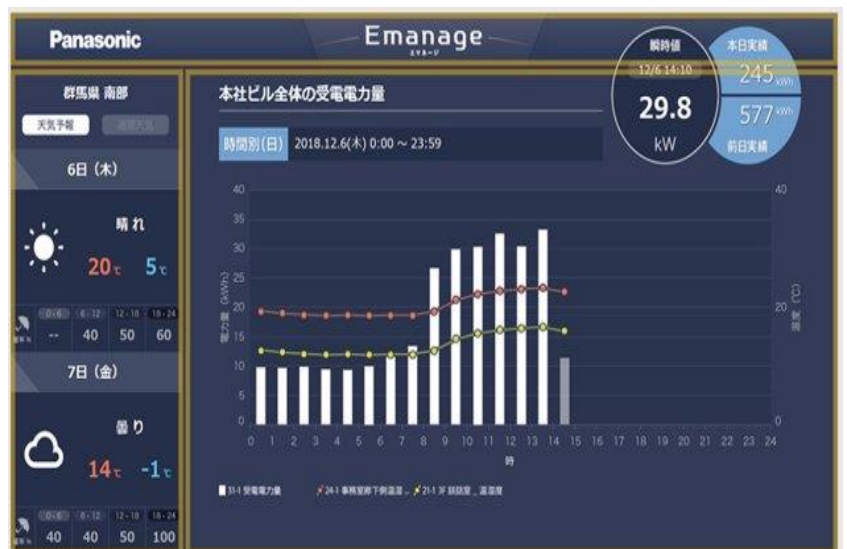 Panasonic
Emanage
エマネージ
瞬時値
12/6 14:10
29.8
kW
本日実績
245 kWh
577 kWh
前日実績
群馬県 南部
天気予報
週間天気
6日（木）
晴れ
20℃ 5℃
0-6 6-12 12-18 18-24
-- 40 50 60
7日（金）
曇り
14℃ -1℃
0-6 6-12 12-18 18-24
40 40 50 100
本社ビル全体の受電電力量
時間別(日) 2018.12.6(木) 0:00 ～ 23:59
電力量 (kWh)
40
35
30
25
20
15
10
5
0
40
20
0
温度 (℃)
0 1 2 3 4 5 6 7 8 9 10 11 12 13 14 15 16 17 18 19 20 21 22 23 24
時
31-1 受電電力量
24-1 事務室廊下側温湿 ..
21-1 3F
温湿度